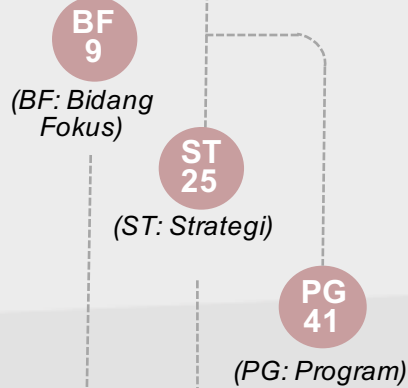 BF
9
(BF: Bidang
Fokus)
ST
25
(ST: Strategi)
PG
41
(PG: Program)